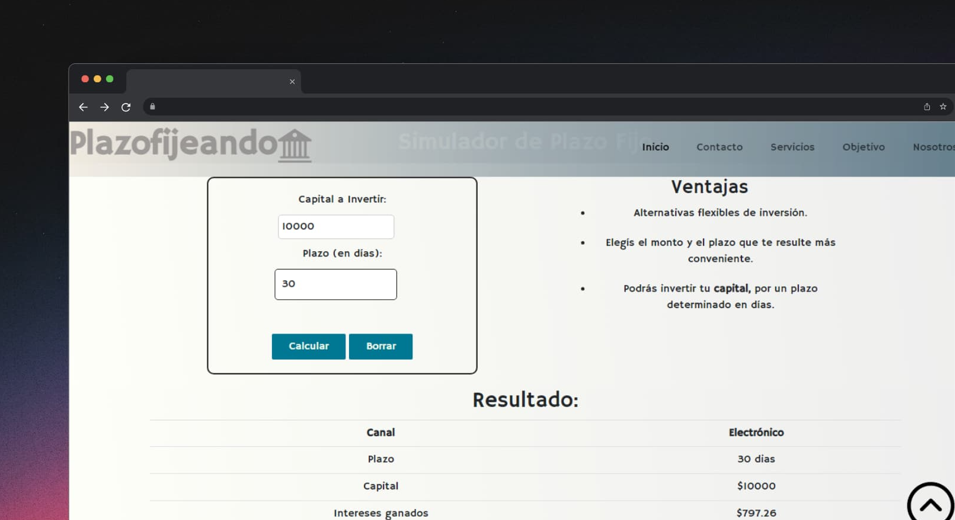 Plazofijeando
Simulador de Plazo Fijo
Inicio
Contacto
Servicios
Objetivo
Nosotros
Capital a Invertir:
10000
Plazo (en días):
30
Calcular
Borrar
Ventajas
Alternativas flexibles de inversión.
Elegís el monto y el plazo que te resulte más
conveniente.
Podrás invertir tu capital, por un plazo
determinado en días.
Resultado:
Canal
Electrónico
Plazo
30 días
Capital
$10000
Intereses ganados
$797.26